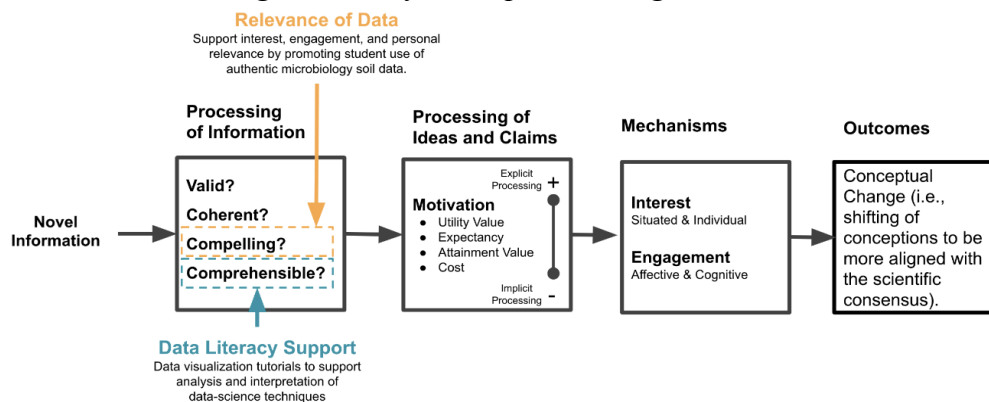 Relevance of Data
Support interest, engagement, and personal
relevance by promoting student use of
authentic microbiology soil data.
Processing
of Information
Processing of
Ideas and Claims
Mechanisms
Outcomes
Novel
Information
Valid?
Coherent?
Compelling?
Comprehensible?
Explicit
Processing +
Motivation
● Utility Value
● Expectancy
● Attainment Value
● Cost
Implicit
Processing -
Interest
Situated & Individual
Engagement
Affective & Cognitive
Conceptual
Change (i.e.,
shifting of
conceptions to be
more aligned with
the scientific
consensus).
Data Literacy Support
Data visualization tutorials to support
analysis and interpretation of
data-science techniques